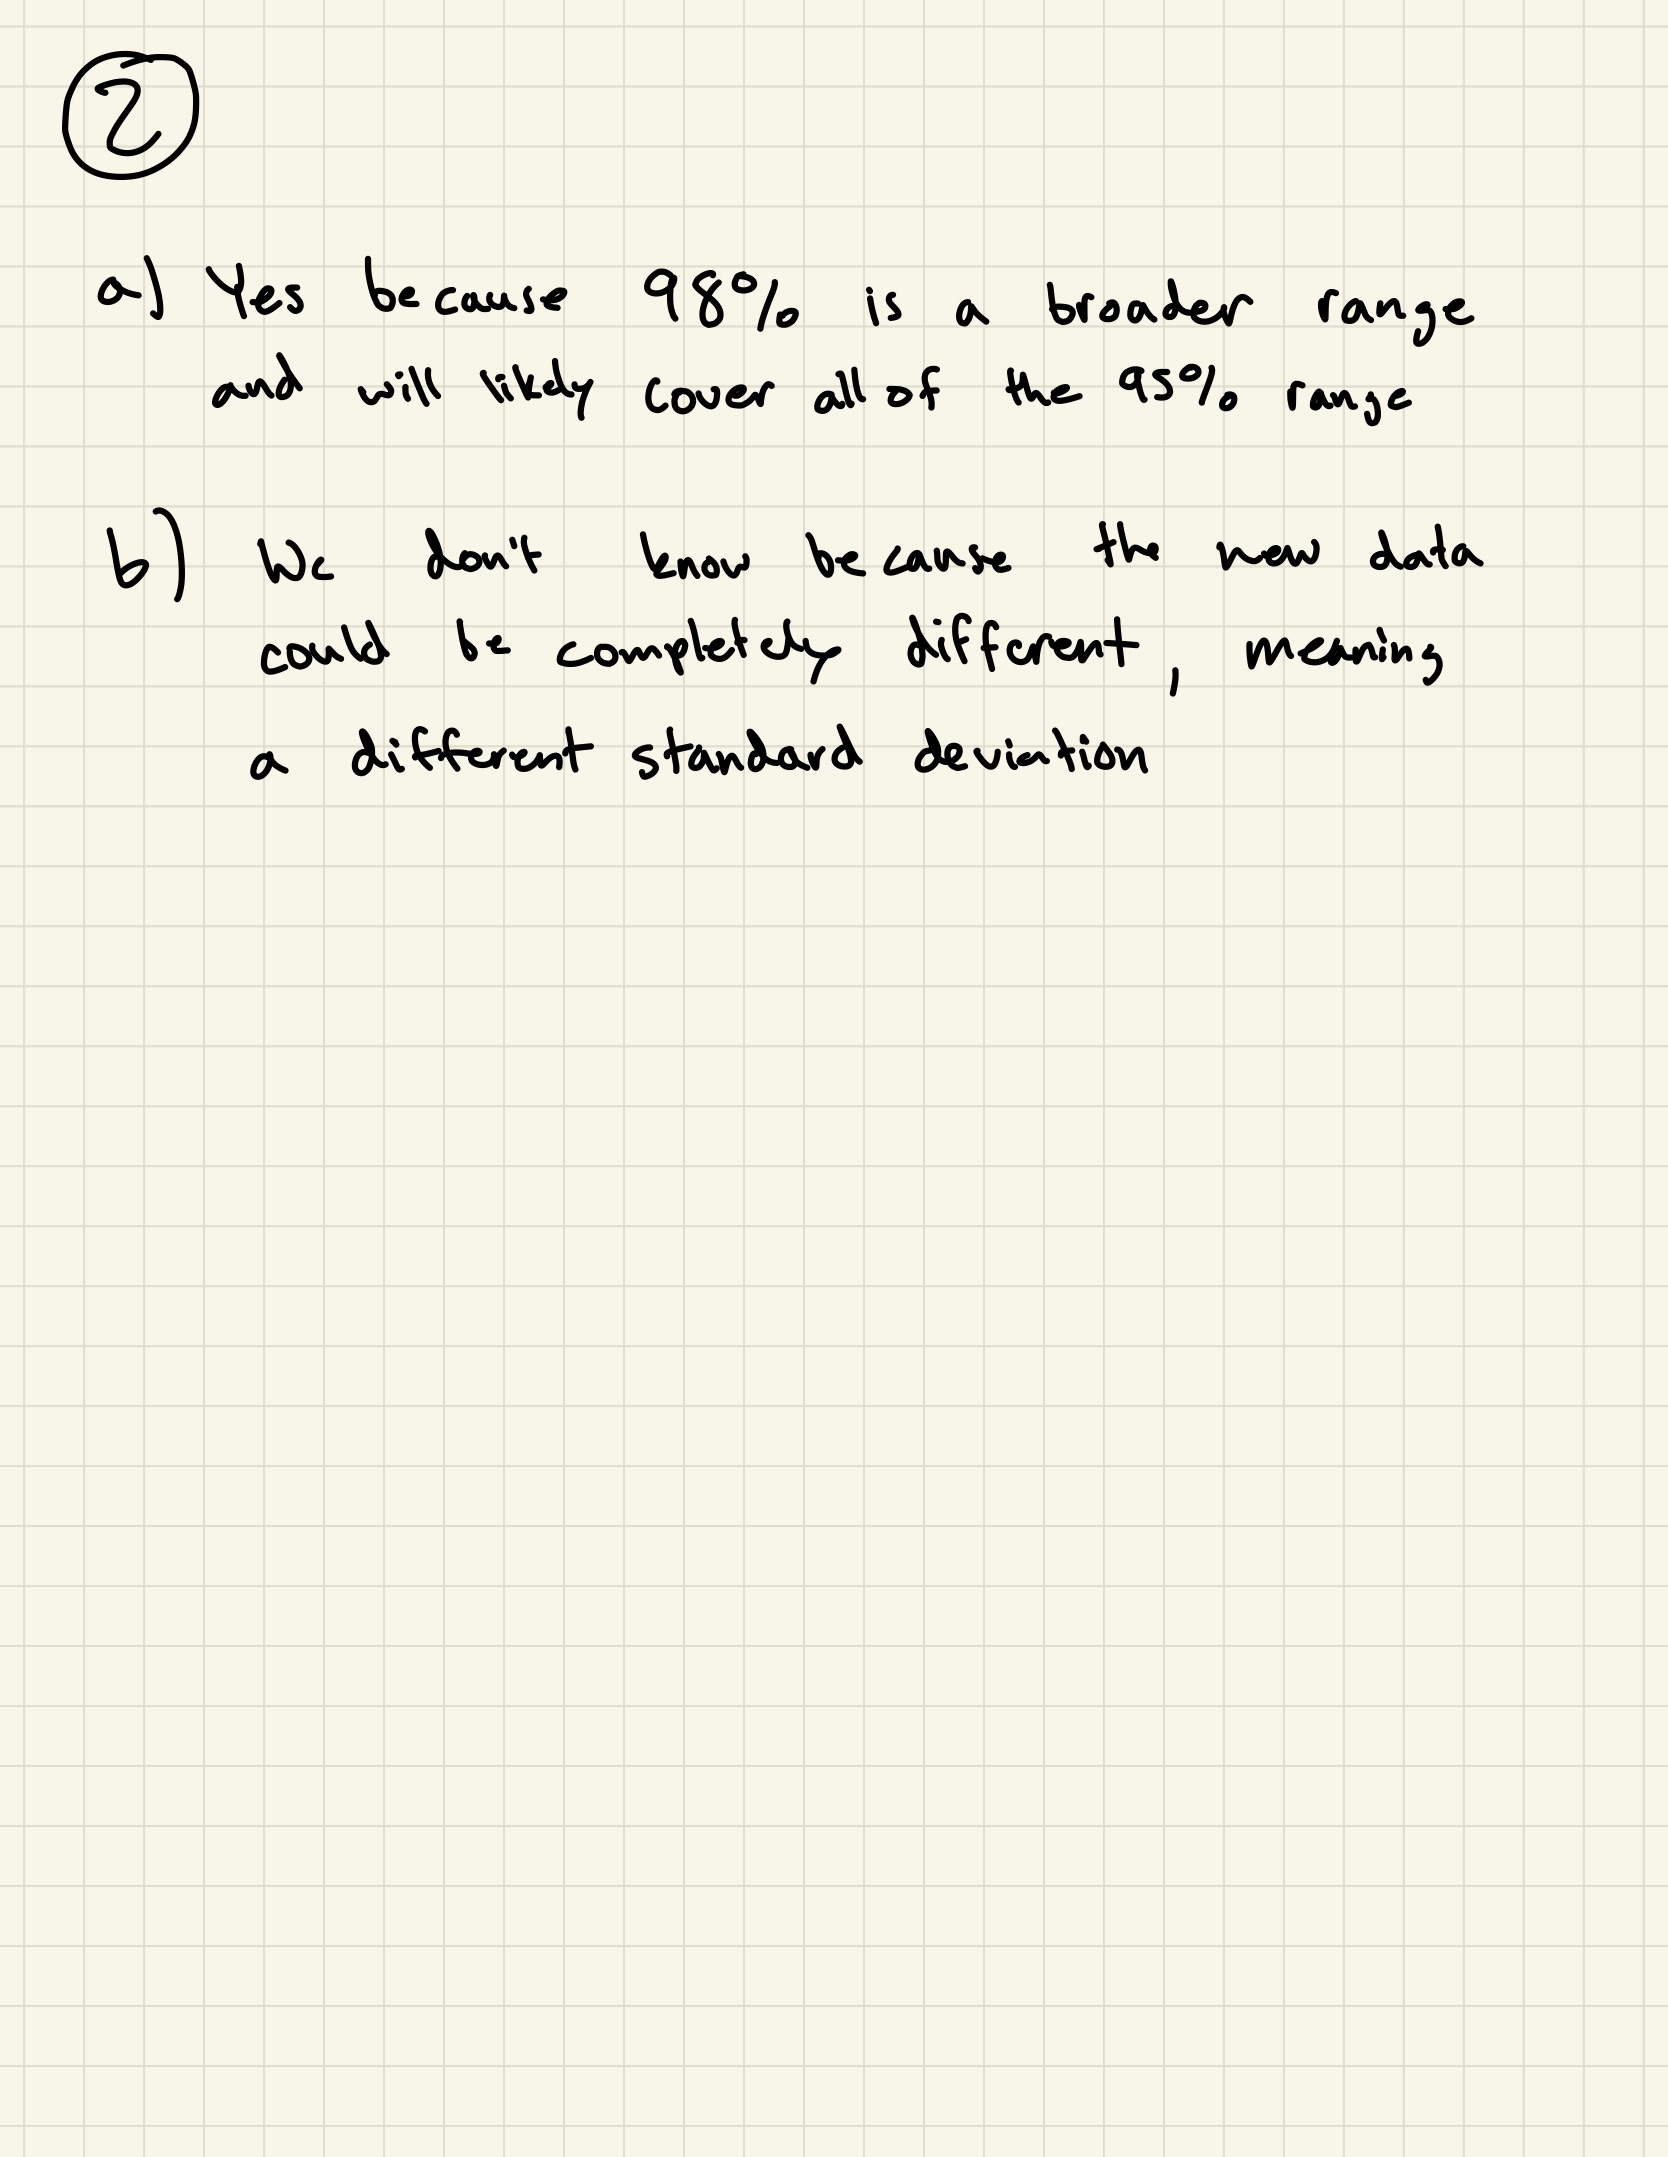 2
a) Yes because 98% is a broader range
and will likely cover all of the 95% range
b) We don't know because the new data
could be completely different, meaning
a different standard deviation